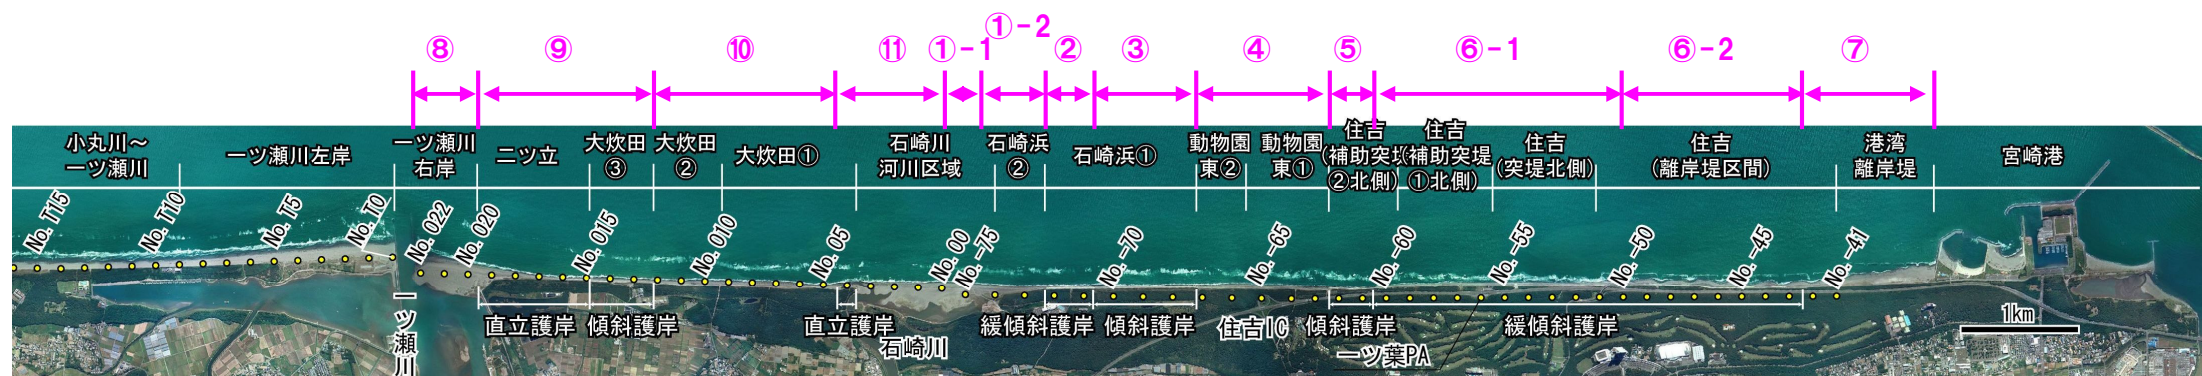 ①-2
⑧ ⑨ ⑩ ⑪ ①-1 ② ③ ④ ⑤ ⑥-1 ⑥-2 ⑦
小丸川～
一ツ瀬川
一ツ瀬川左岸
一ツ瀬川
右岸
二ツ立
大炊田
③
大炊田
②
大炊田①
石崎川
河川区域
石崎浜
②
石崎浜①
動物園
東②
動物園
東①
住吉
(補助突堤
②北側)
住吉
(補助突堤
①北側)
住吉
(突堤北側)
住吉
(離岸堤区間)
港湾
離岸堤
宮崎港
No.T15
No.T10
No.T5
No.T0
No.022
No.020
No.015
No.010
No.05
No.00
No.-75
No.-70
No.-65
No.-60
No.-55
No.-50
No.-45
No.-41
一ツ瀬川
直立護岸
傾斜護岸
直立護岸
石崎川
緩傾斜護岸
傾斜護岸
住吉IC
傾斜護岸
一ツ葉PA
緩傾斜護岸
1km